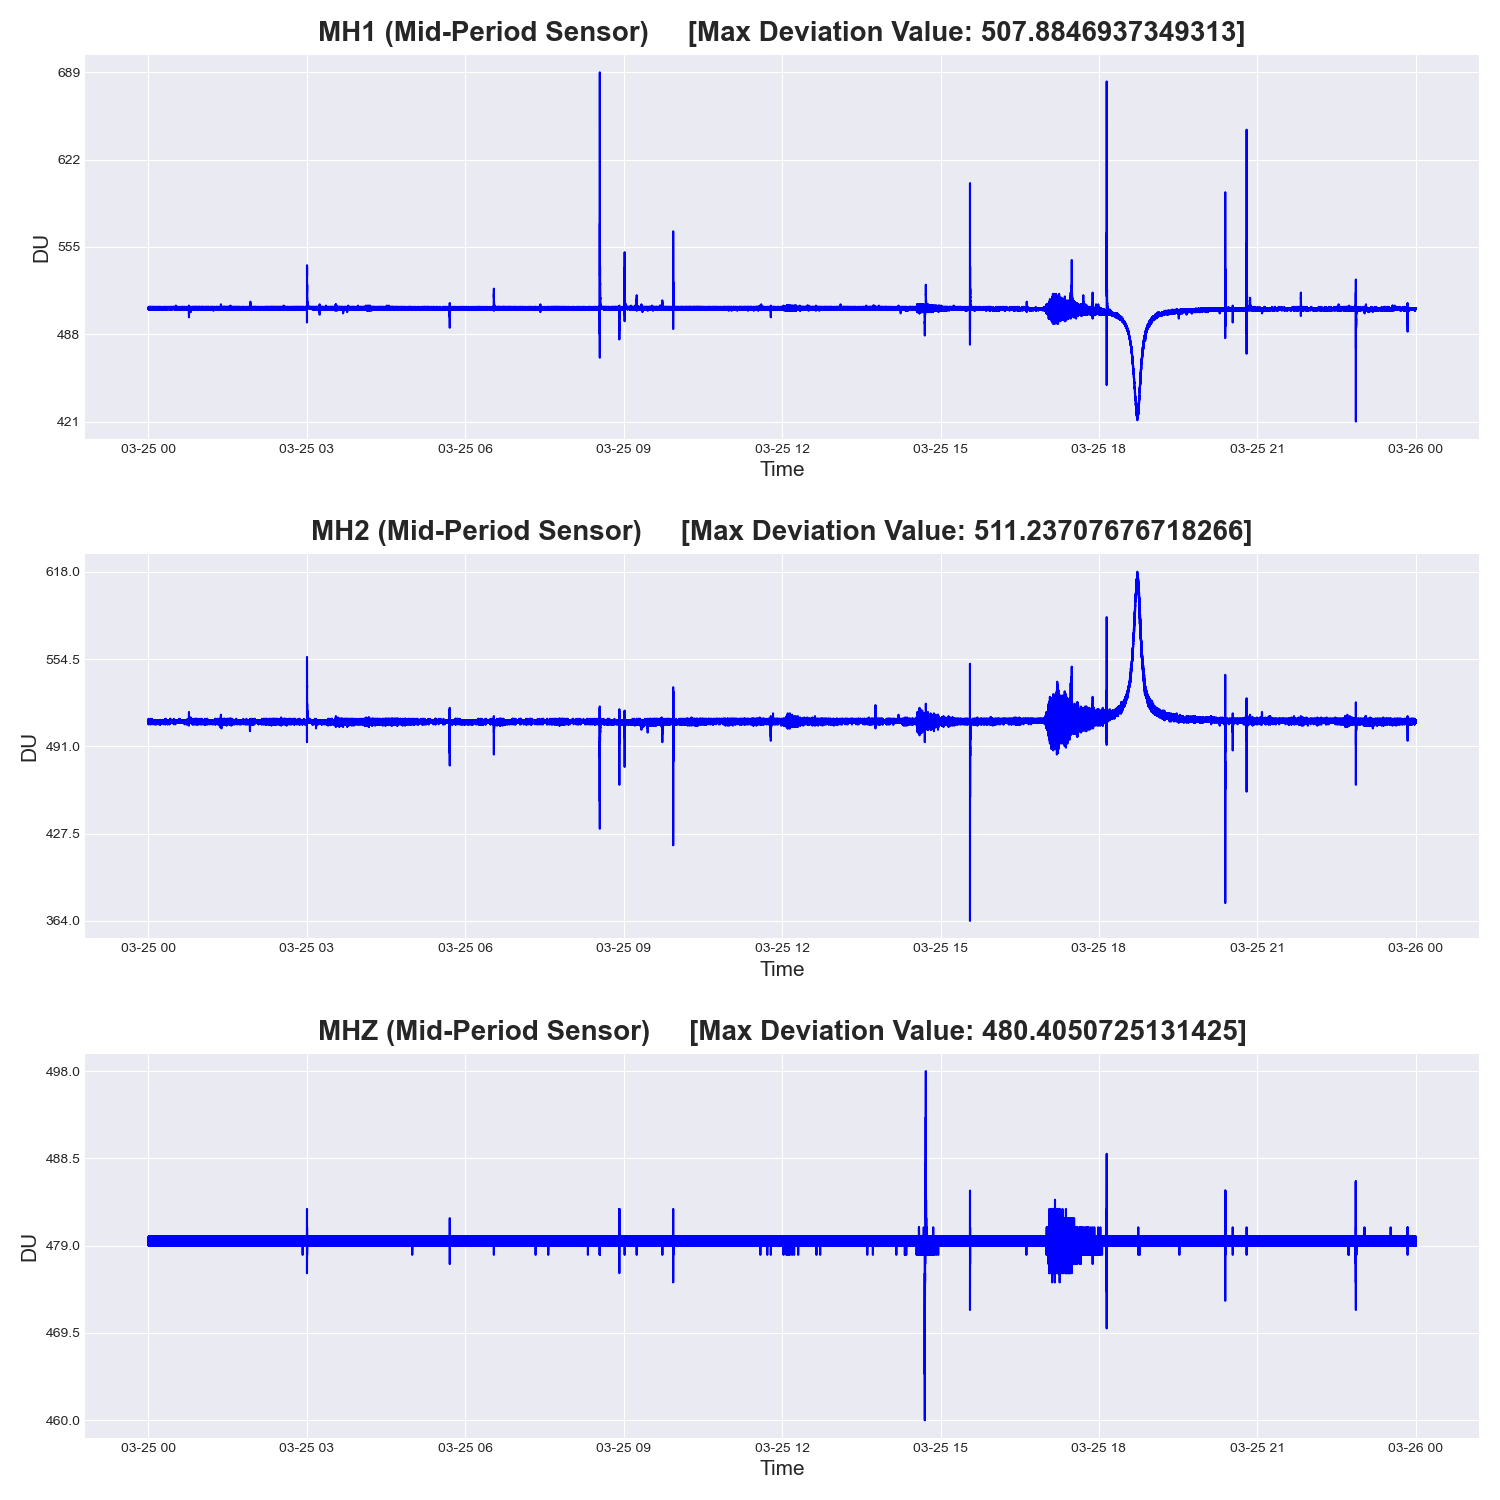 MH1 (Mid-Period Sensor) [Max Deviation Value: 507.8846937349313]
689
622
555
488
421
DU
03-25 00 03-25 03 03-25 06 03-25 09 03-25 12 03-25 15 03-25 18 03-25 21 03-26 00
Time
MH2 (Mid-Period Sensor) [Max Deviation Value: 511.23707676718266]
618.0
554.5
491.0
427.5
364.0
DU
03-25 00 03-25 03 03-25 06 03-25 09 03-25 12 03-25 15 03-25 18 03-25 21 03-26 00
Time
MHZ (Mid-Period Sensor) [Max Deviation Value: 480.4050725131425]
498.0
488.5
479.0
469.5
460.0
DU
03-25 00 03-25 03 03-25 06 03-25 09 03-25 12 03-25 15 03-25 18 03-25 21 03-26 00
Time